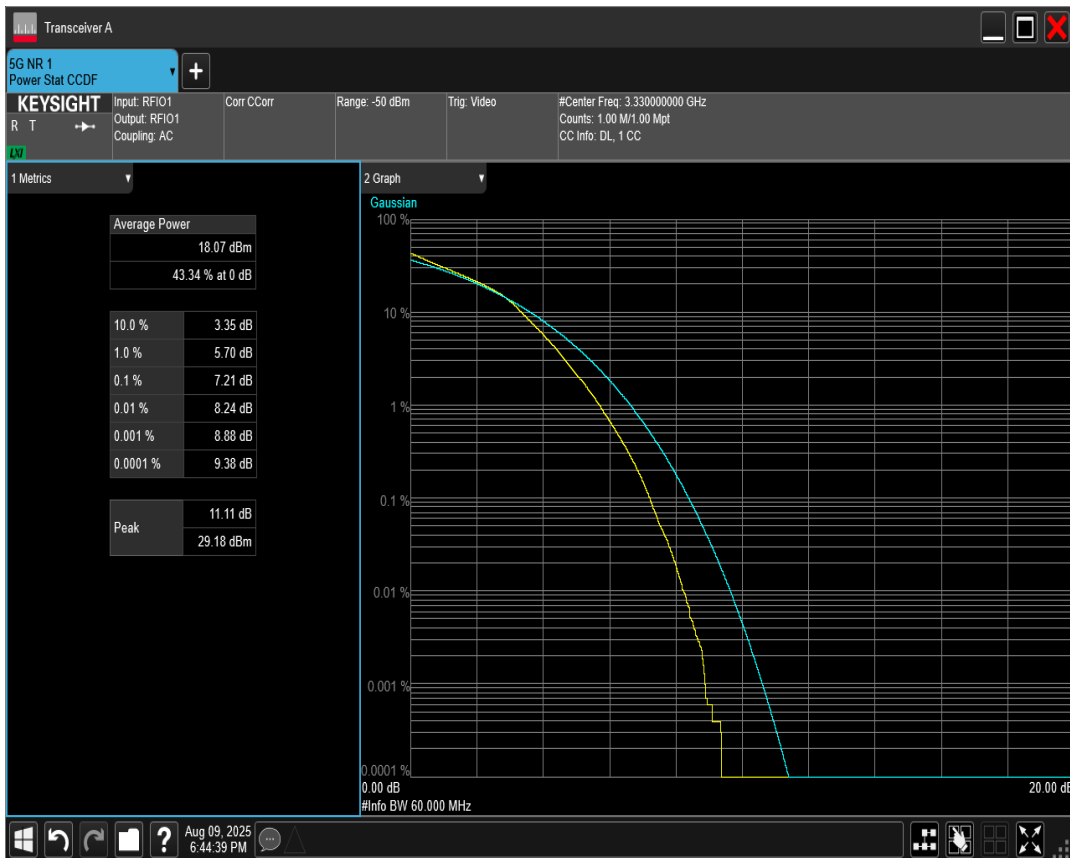 Transceiver A
5G NR 1
Power Stat CCDF
+
KEYSIGHT
R T
LXI
Input: RFIO1
Output: RFIO1
Coupling: AC
Corr CCorr
Range: -50 dBm
Trig: Video
#Center Freq: 3.330000000 GHz
Counts: 1.00 M/1.00 Mpt
CC Info: DL, 1 CC
1 Metrics
Average Power
18.07 dBm
43.34 % at 0 dB
10.0 % 3.35 dB
1.0 % 5.70 dB
0.1 % 7.21 dB
0.01 % 8.24 dB
0.001 % 8.88 dB
0.0001 % 9.38 dB
Peak 11.11 dB
29.18 dBm
2 Graph
Gaussian
100 %
10 %
1 %
0.1 %
0.01 %
0.001 %
0.0001 %
0.00 dB 20.00 dB
#Info BW 60.000 MHz
?
Aug 09, 2025
6:44:39 PM